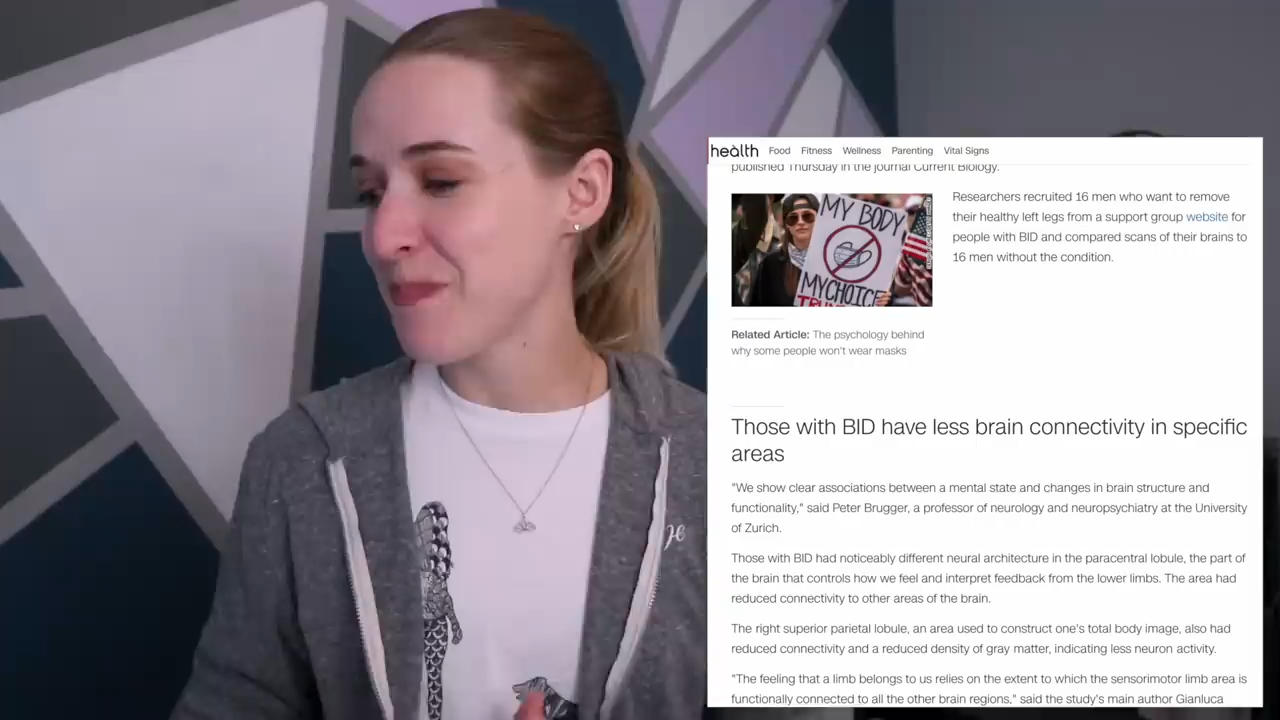 health Food Fitness Wellness Parenting Vital Signs
published Thursday in the journal Current Biology.
MY BODY
MY CHOICE
Researchers recruited 16 men who want to remove
their healthy left legs from a support group website for
people with BID and compared scans of their brains to
16 men without the condition.
Related Article: The psychology behind
why some people won't wear masks
Those with BID have less brain connectivity in specific
areas
"We show clear associations between a mental state and changes in brain structure and
functionality," said Peter Brugger, a professor of neurology and neuropsychiatry at the University
of Zurich.
Those with BID had noticeably different neural architecture in the paracentral lobule, the part of
the brain that controls how we feel and interpret feedback from the lower limbs. The area had
reduced connectivity to other areas of the brain.
The right superior parietal lobule, an area used to construct one's total body image, also had
reduced connectivity and a reduced density of gray matter, indicating less neuron activity.
"The feeling that a limb belongs to us relies on the extent to which the sensorimotor limb area is
functionally connected to all the other brain regions," said the study's main author Gianluca